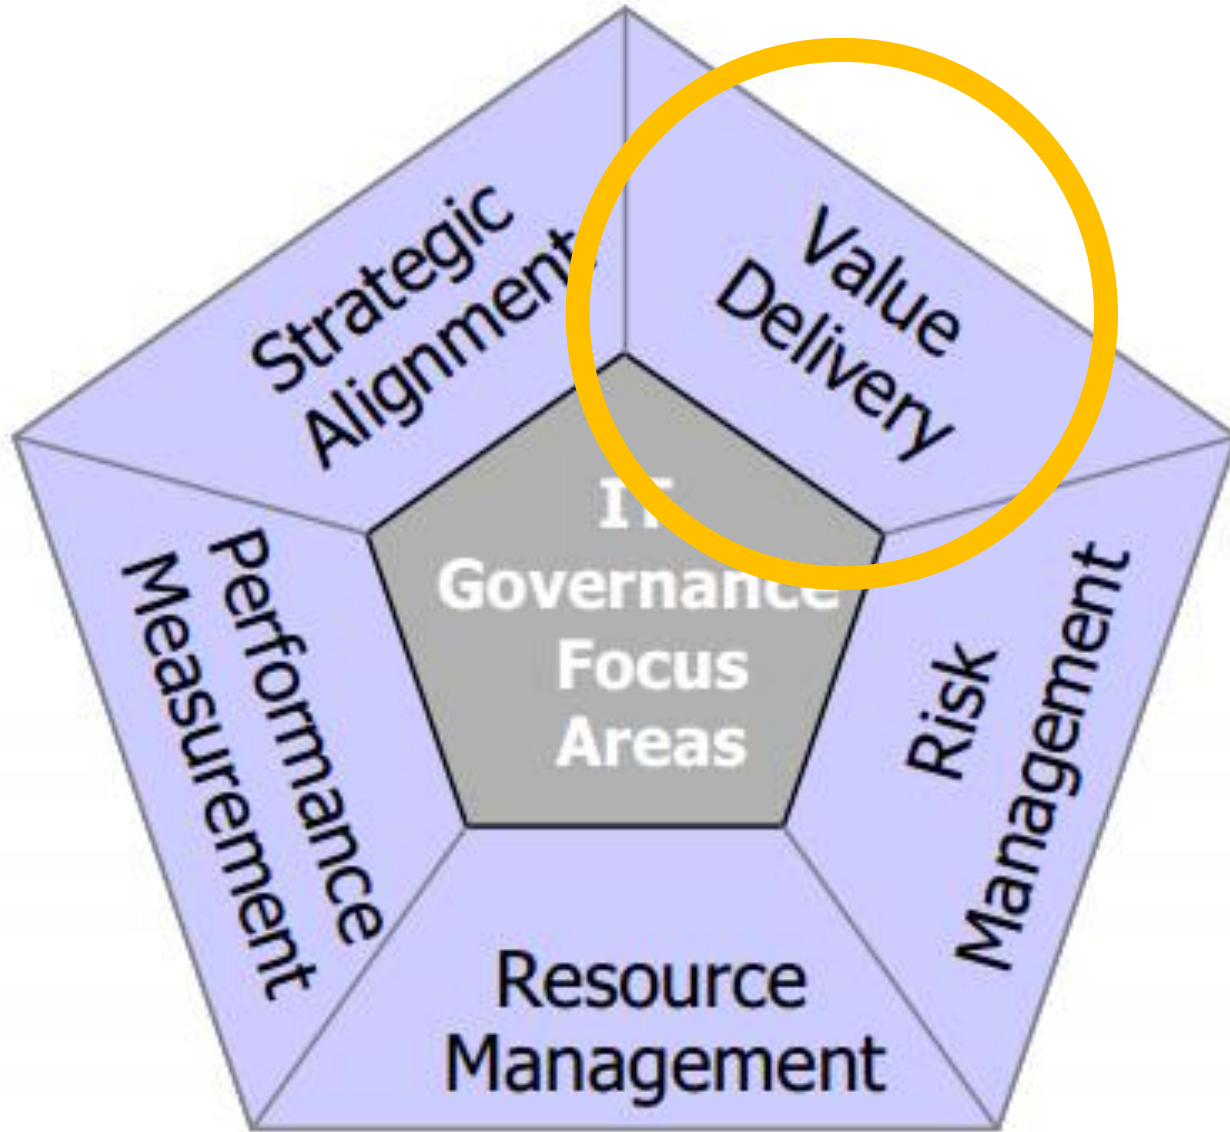 Strategic
Alignment
Value
Delivery
IT
Governance
Focus
Areas
Performance
Measurement
Risk
Management
Resource
Management